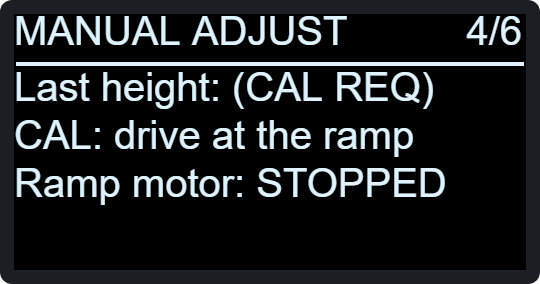 MANUAL ADJUST 4/6
Last height: (CAL REQ)
CAL: drive at the ramp
Ramp motor: STOPPED